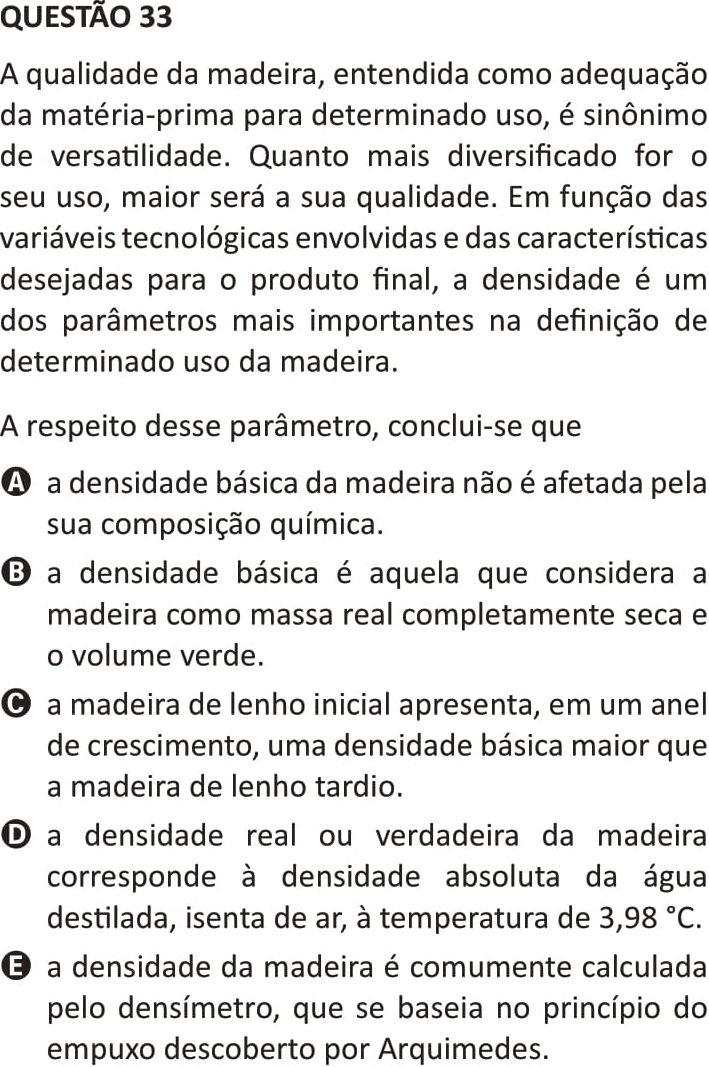 QUESTÃO 33
A qualidade da madeira, entendida como adequação
da matéria-prima para determinado uso, é sinônimo
de versatilidade. Quanto mais diversificado for o
seu uso, maior será a sua qualidade. Em função das
variáveis tecnológicas envolvidas e das características
desejadas para o produto final, a densidade é um
dos parâmetros mais importantes na definição de
determinado uso da madeira.
A respeito desse parâmetro, conclui-se que
A a densidade básica da madeira não é afetada pela
sua composição química.
B a densidade básica é aquela que considera a
madeira como massa real completamente seca e
o volume verde.
C a madeira de lenho inicial apresenta, em um anel
de crescimento, uma densidade básica maior que
a madeira de lenho tardio.
D a densidade real ou verdadeira da madeira
corresponde à densidade absoluta da água
destilada, isenta de ar, à temperatura de 3,98 °C.
E a densidade da madeira é comumente calculada
pelo densímetro, que se baseia no princípio do
empuxo descoberto por Arquimedes.